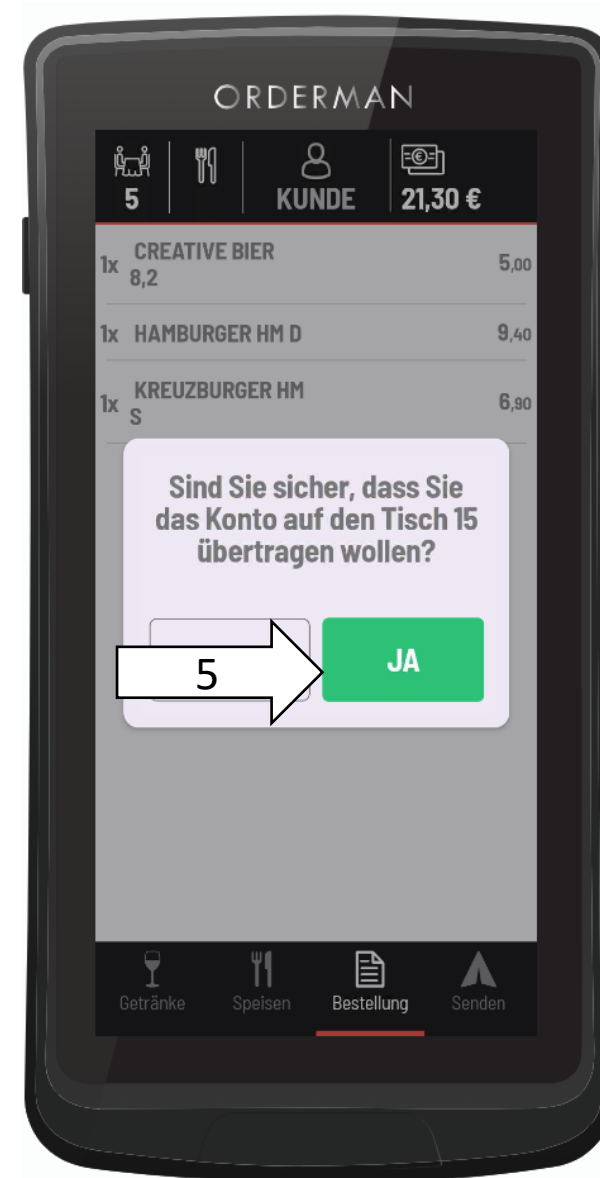 ORDERMAN
5 KUNDE 21,30 €
1x CREATIVE BIER 8,2 5,00
1x HAMBURGER HM D 9,40
1x KREUZBURGER HM S 6,90
Sind Sie sicher, dass Sie
das Konto auf den Tisch 15
übertragen wollen?
5 JA
Getränke Speisen Bestellung Senden